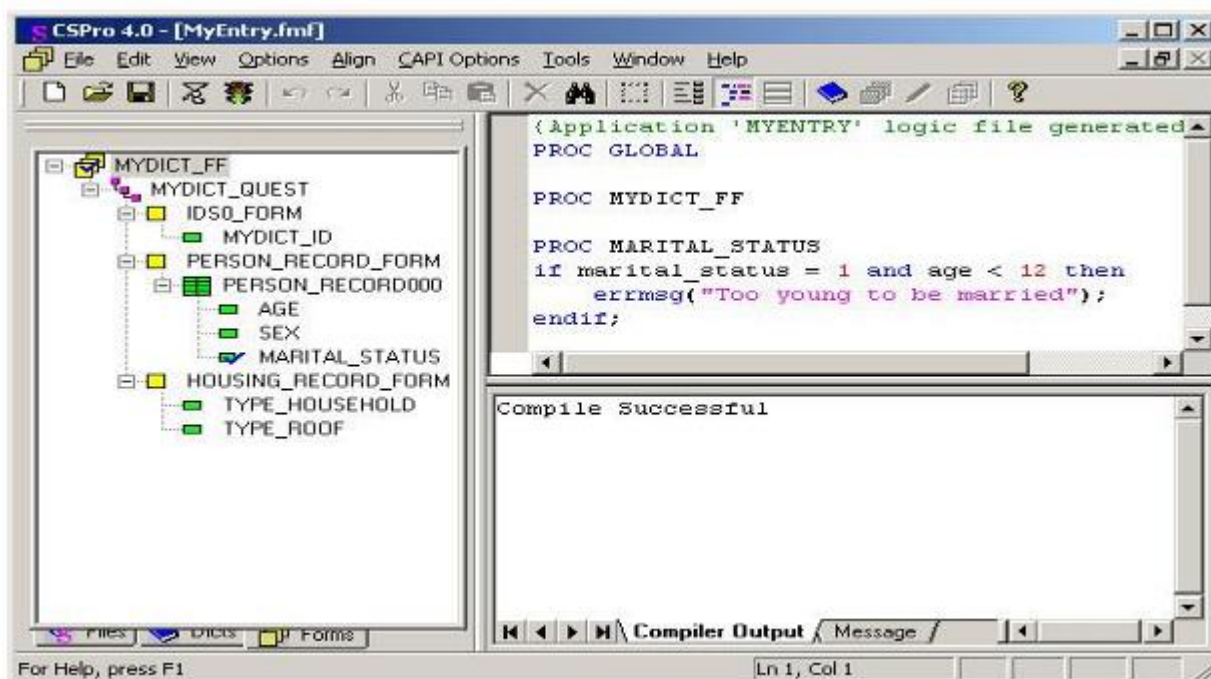 CSPro 4.0 - [MyEntry.fmf]
File Edit View Options Align CAPI Options Tools Window Help
MYDICT_FF
MYDICT_QUEST
IDS0_FORM
MYDICT_ID
PERSON_RECORD_FORM
PERSON_RECORD000
AGE
SEX
MARITAL_STATUS
HOUSING_RECORD_FORM
TYPE_HOUSEHOLD
TYPE_ROOF
Files Dicts Forms
{Application 'MYENTRY' logic file generated
PROC GLOBAL
PROC MYDICT_FF
PROC MARITAL_STATUS
if marital_status = 1 and age < 12 then
errmsg("Too young to be married");
endif;
Compile Successful
Compiler Output Message
For Help, press F1
Ln 1, Col 1